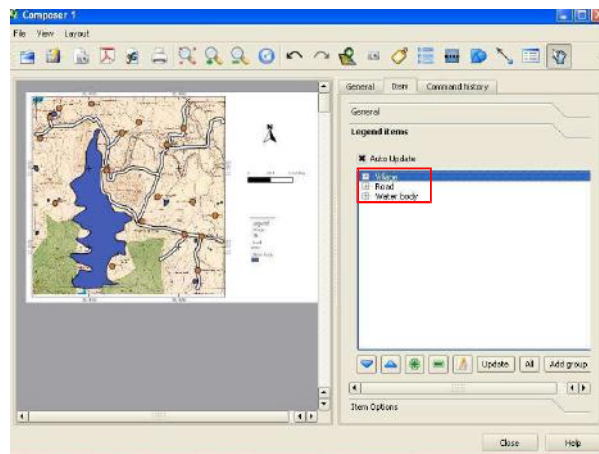 Composer 1
File View Layout
General Item Command history
General
Legend items
Auto Update
Village
Road
Water body
Update All Add group
Item Options
Close Help
N
Legend